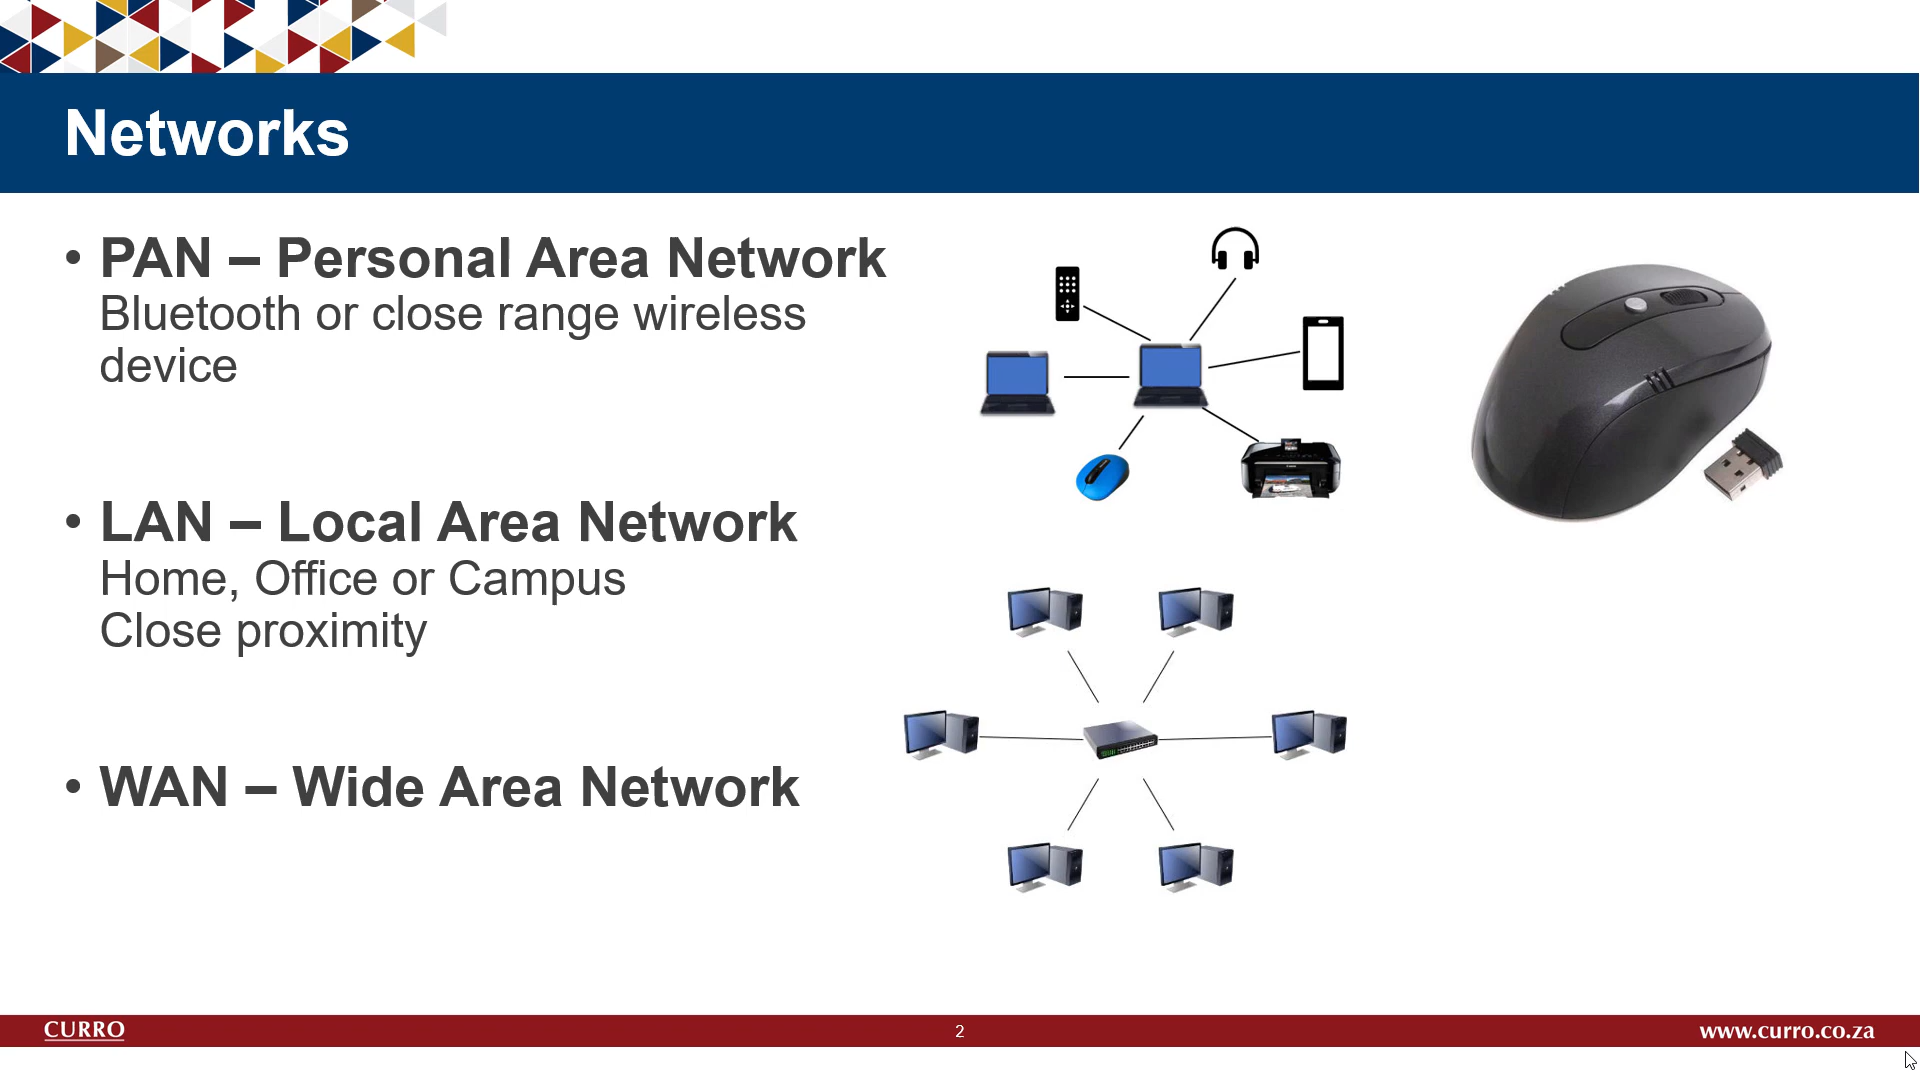 Networks
• PAN – Personal Area Network
Bluetooth or close range wireless
device
• LAN – Local Area Network
Home, Office or Campus
Close proximity
• WAN – Wide Area Network
CURRO
2
www.curro.co.za